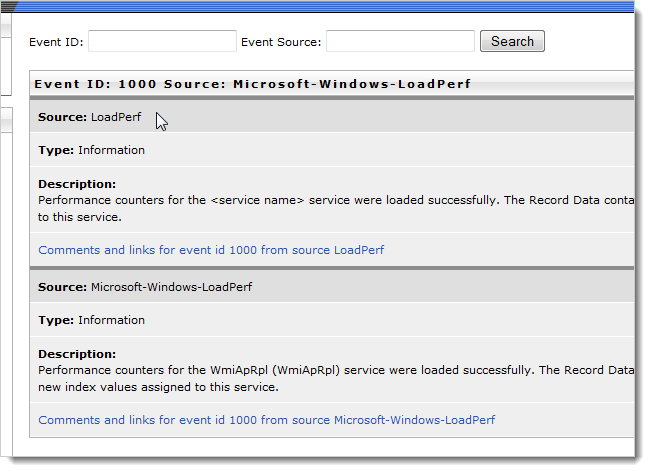 Event ID: Event Source: Search
Event ID: 1000 Source: Microsoft-Windows-LoadPerf
Source: LoadPerf
Type: Information
Description:
Performance counters for the <service name> service were loaded successfully. The Record Data conta
to this service.
Comments and links for event id 1000 from source LoadPerf
Source: Microsoft-Windows-LoadPerf
Type: Information
Description:
Performance counters for the WmiApRpl (WmiApRpl) service were loaded successfully. The Record Data
new index values assigned to this service.
Comments and links for event id 1000 from source Microsoft-Windows-LoadPerf